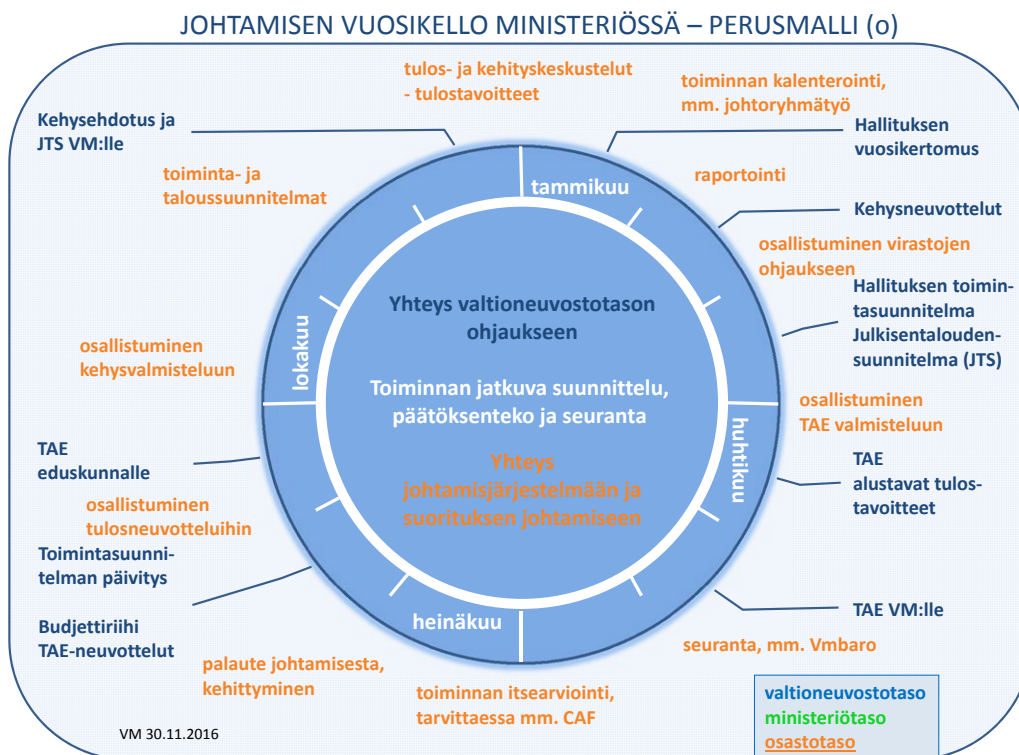 JOHTAMISEN VUOSIKELLO MINISTERIÖSSÄ – PERUSMALLI (o)
tulos- ja kehityskeskustelut
- tulostavoitteet
toiminnan kalenterointi,
mm. johtoryhmätyö
Kehysehdotus ja
JTS VM:lle
Hallituksen
vuosikertomus
toiminta- ja
taloussuunnitelmat
tammikuu
raportointi
Kehysneuvottelut
osallistuminen virastojen
ohjaukseen
Hallituksen toimin-
tasuunnitelma
Julkisentalouden-
suunnitelma (JTS)
Yhteys valtioneuvostotason
ohjaukseen
lokakuu
osallistuminen
kehysvalmisteluun
Toiminnan jatkuva suunnittelu,
päätöksenteko ja seuranta
osallistuminen
TAE valmisteluun
huhtikuu
TAE
eduskunnalle
Yhteys
johtamisjärjestelmään ja
suorituksen johtamiseen
TAE
alustavat tulos-
tavoitteet
osallistuminen
tulosneuvotteluihin
Toimintasuunni-
telman päivitys
heinäkuu
TAE VM:lle
Budjettiriihi
TAE-neuvottelut
seuranta, mm. Vmbaro
palaute johtamisesta,
kehittyminen
toiminnan itsearviointi,
tarvittaessa mm. CAF
valtioneuvostotaso
ministeriötaso
osastotaso
VM 30.11.2016